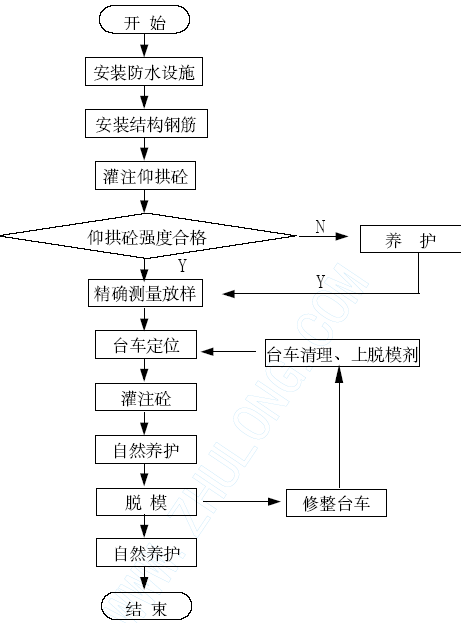 开 始
安装防水设施
安装结构钢筋
灌注仰拱砼
仰拱砼强度合格
N
养 护
Y
精确测量放样
Y
台车定位
台车清理、上脱模剂
灌注砼
自然养护
脱 模
修整台车
自然养护
结 束
WWW.ZHULONG.COM